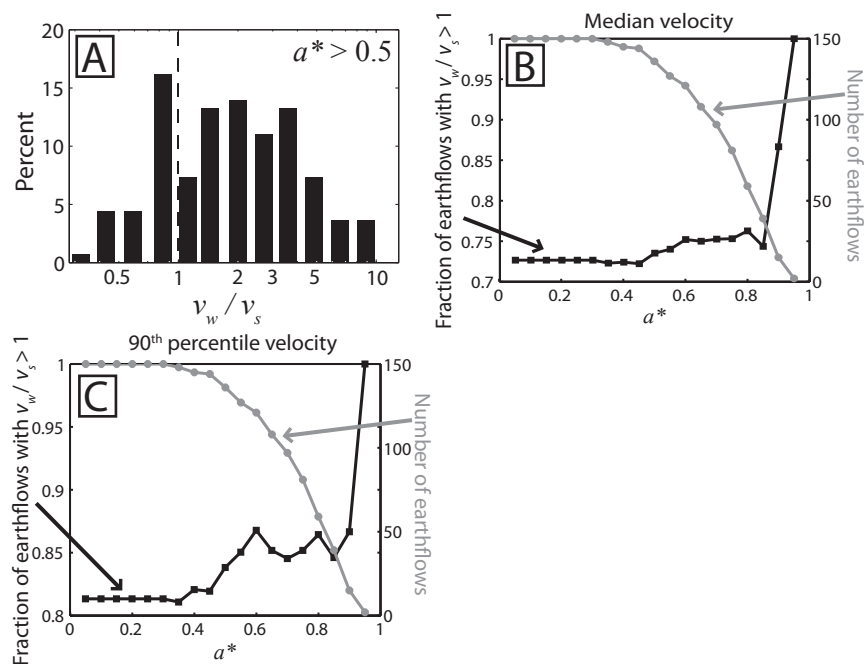 A
a* > 0.5
20
15
10
5
0
Percent
0.5 1 2 3 5 10
v_w / v_s
B
Median velocity
1
0.95
0.9
0.85
0.8
0.75
0.7
Fraction of earthflows with v_w / v_s > 1
150
100
50
0
Number of earthflows
0 0.2 0.4 0.6 0.8 1
a*
C
90th percentile velocity
1
0.95
0.9
0.85
0.8
Fraction of earthflows with v_w / v_s > 1
150
100
50
0
Number of earthflows
0 0.2 0.4 0.6 0.8 1
a*